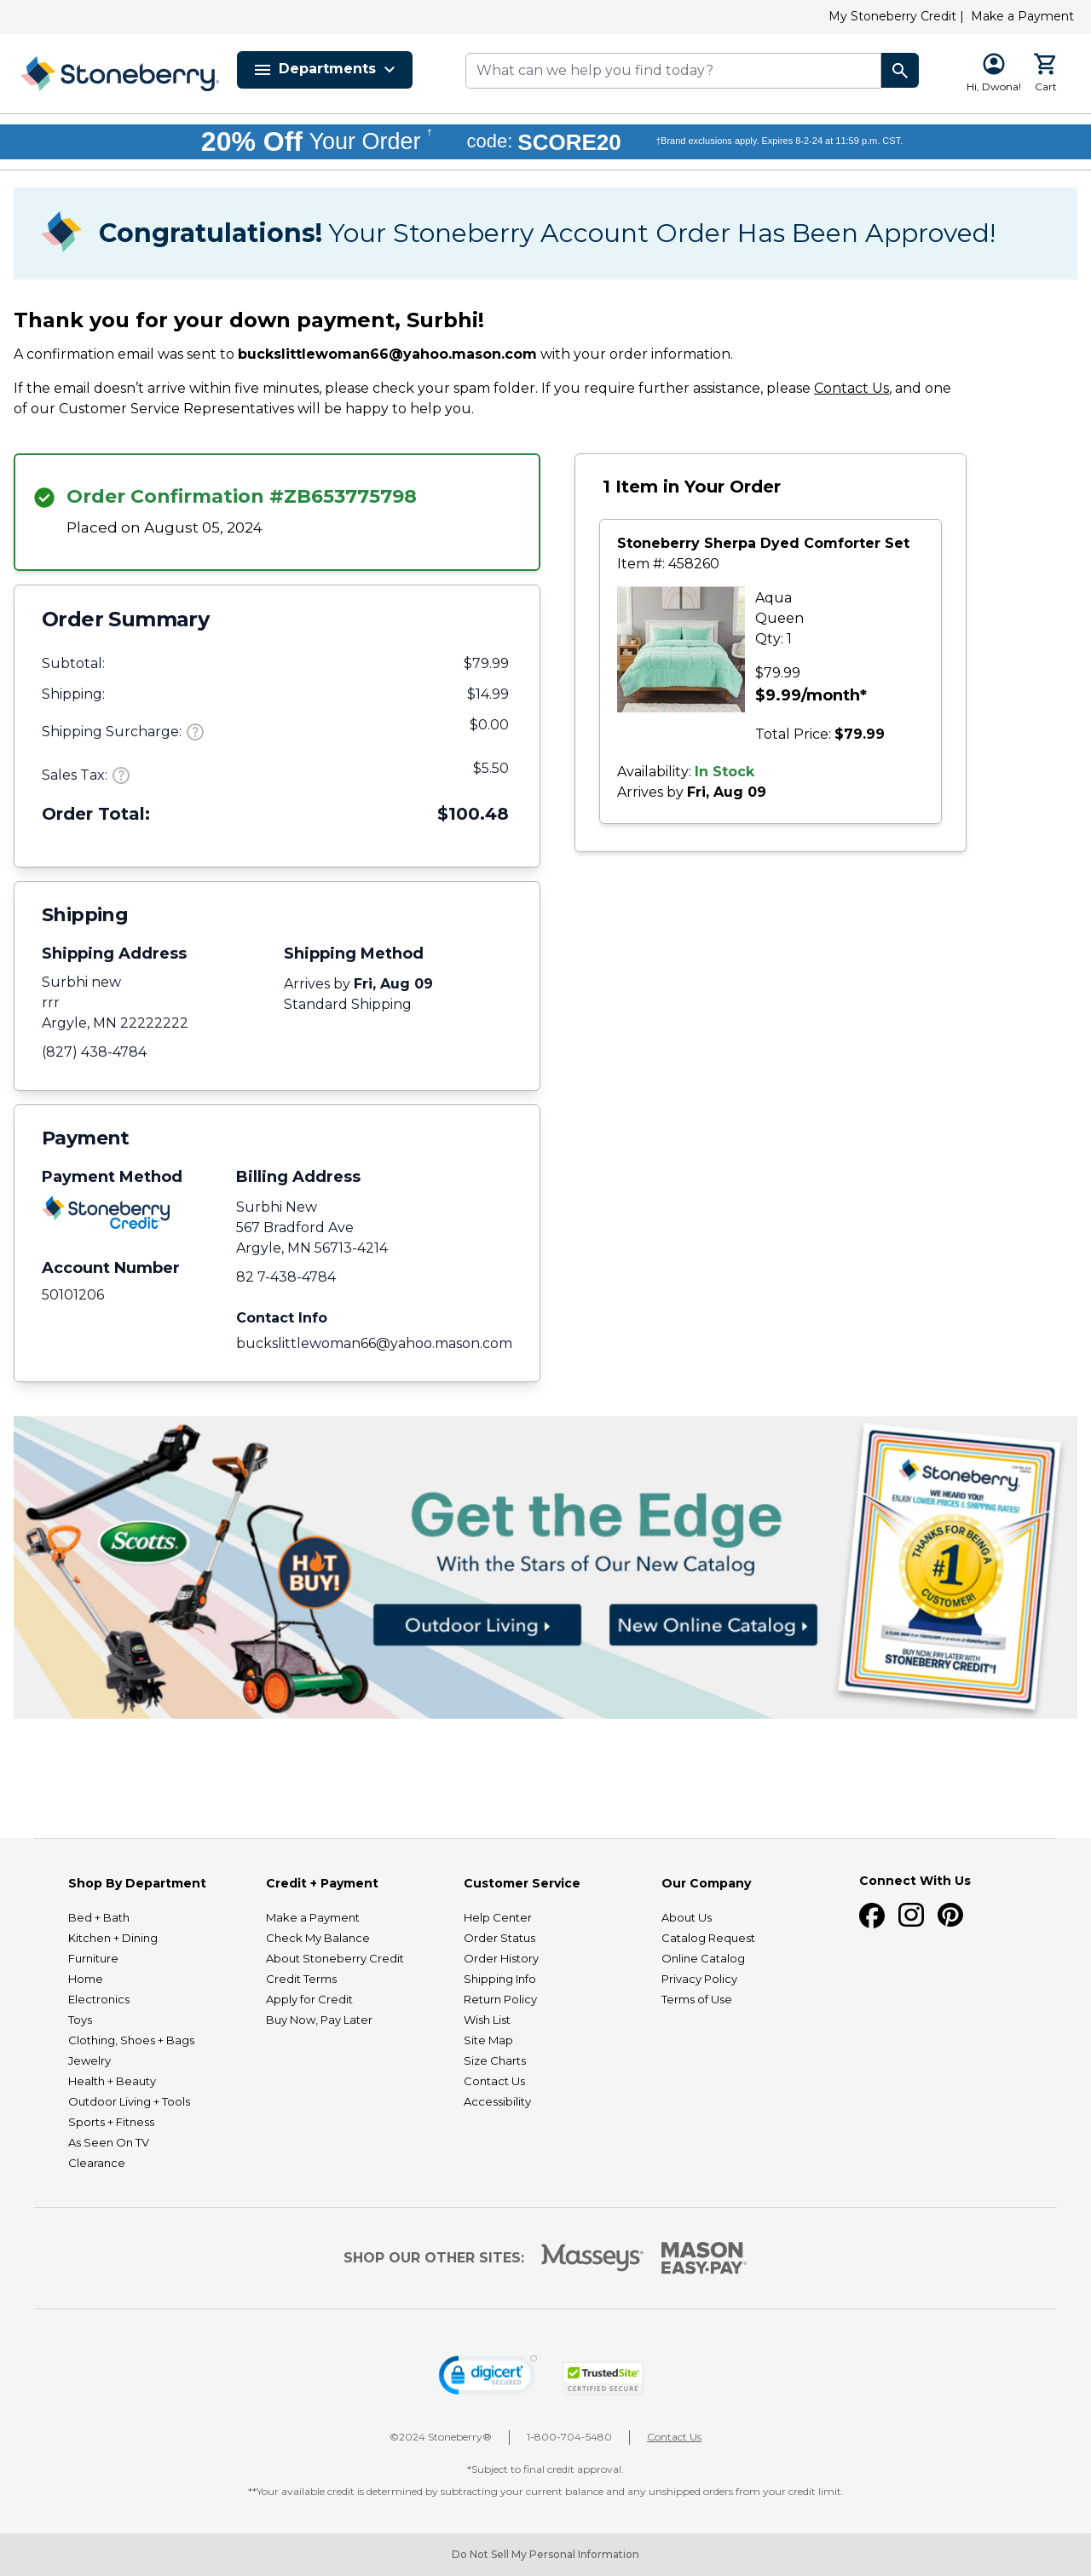 My Stoneberry Credit | Make a Payment
Stoneberry.
Departments
What can we help you find today?
Hi, Dwona!
Cart
20% Off Your Order † code: SCORE20 †Brand exclusions apply. Expires 8-2-24 at 11:59 p.m. CST.
Congratulations! Your Stoneberry Account Order Has Been Approved!
Thank you for your down payment, Surbhi!
A confirmation email was sent to buckslittlewoman66@yahoo.mason.com with your order information.
If the email doesn’t arrive within five minutes, please check your spam folder. If you require further assistance, please Contact Us, and one
of our Customer Service Representatives will be happy to help you.
Order Confirmation #ZB653775798
Placed on August 05, 2024
Order Summary
Subtotal: $79.99
Shipping: $14.99
Shipping Surcharge: ? $0.00
Sales Tax: ? $5.50
Order Total: $100.48
1 Item in Your Order
Stoneberry Sherpa Dyed Comforter Set
Item #: 458260
Aqua
Queen
Qty: 1
$79.99
$9.99/month*
Total Price: $79.99
Availability: In Stock
Arrives by Fri, Aug 09
Shipping
Shipping Address
Surbhi new
rrr
Argyle, MN 22222222
(827) 438-4784
Shipping Method
Arrives by Fri, Aug 09
Standard Shipping
Payment
Payment Method
Stoneberry
Credit
Account Number
50101206
Billing Address
Surbhi New
567 Bradford Ave
Argyle, MN 56713-4214
82 7-438-4784
Contact Info
buckslittlewoman66@yahoo.mason.com
Scotts
HOT
BUY!
Get the Edge
With the Stars of Our New Catalog
Outdoor Living
New Online Catalog
Stoneberry
WE HEARD YOU!
ENJOY LOWER PRICES & SHIPPING RATES!
THANKS FOR BEING A
#1
CUSTOMER!
BUY NOW, PAY LATER WITH
STONEBERRY CREDIT®!
Shop By Department
Bed + Bath
Kitchen + Dining
Furniture
Home
Electronics
Toys
Clothing, Shoes + Bags
Jewelry
Health + Beauty
Outdoor Living + Tools
Sports + Fitness
As Seen On TV
Clearance
Credit + Payment
Make a Payment
Check My Balance
About Stoneberry Credit
Credit Terms
Apply for Credit
Buy Now, Pay Later
Customer Service
Help Center
Order Status
Order History
Shipping Info
Return Policy
Wish List
Site Map
Size Charts
Contact Us
Accessibility
Our Company
About Us
Catalog Request
Online Catalog
Privacy Policy
Terms of Use
Connect With Us
SHOP OUR OTHER SITES:
Masseys
MASON
EASY•PAY
digicert
SECURED
TrustedSite
CERTIFIED SECURE
©2024 Stoneberry®
1-800-704-5480
Contact Us
*Subject to final credit approval.
**Your available credit is determined by subtracting your current balance and any unshipped orders from your credit limit.
Do Not Sell My Personal Information